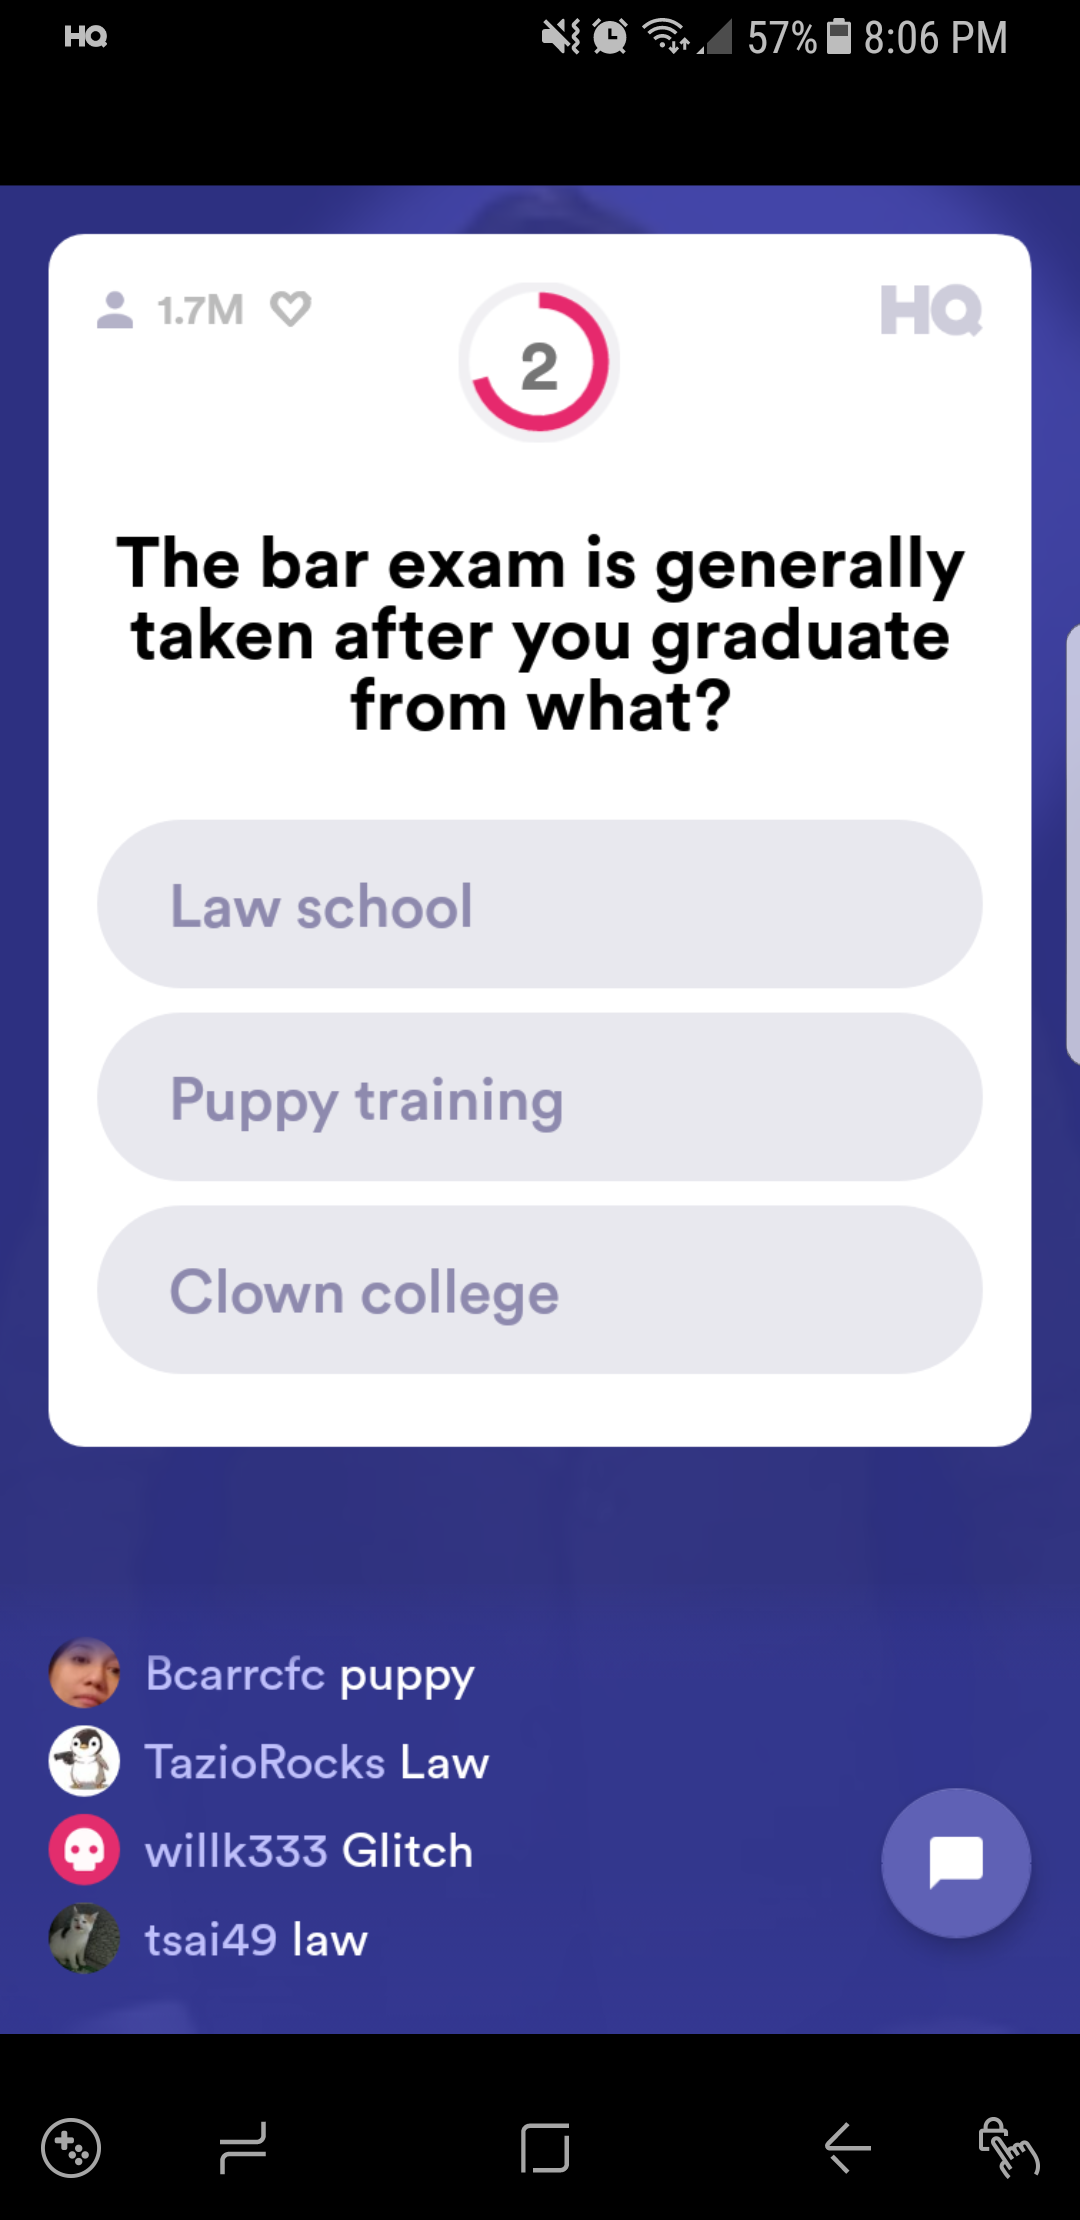 HQ 57% 8:06 PM
1.7M 2 HQ
The bar exam is generally
taken after you graduate
from what?
Law school
Puppy training
Clown college
Bcarrcfc puppy
TazioRocks Law
willk333 Glitch
tsai49 law